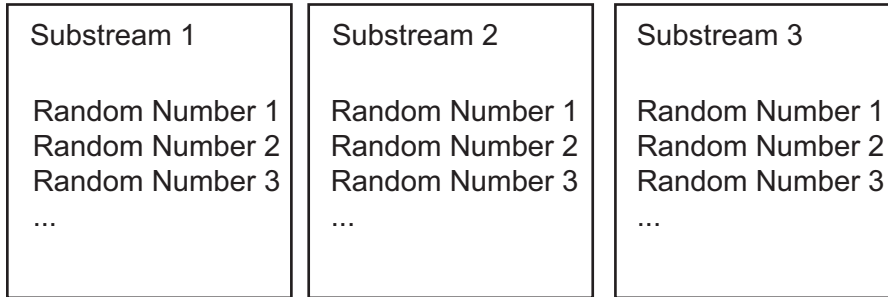 Substream 1
Random Number 1
Random Number 2
Random Number 3
...
Substream 2
Random Number 1
Random Number 2
Random Number 3
...
Substream 3
Random Number 1
Random Number 2
Random Number 3
...